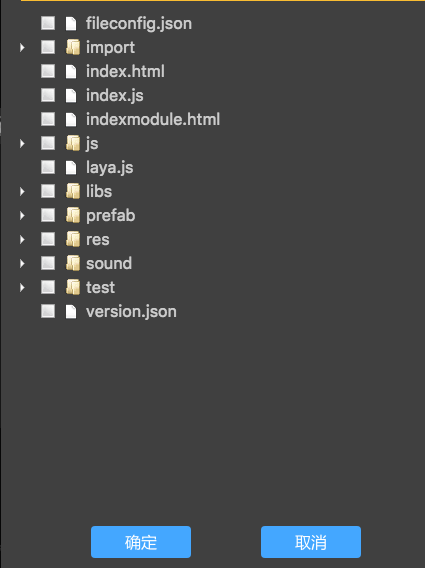 fileconfig.json
import
index.html
index.js
indexmodule.html
js
laya.js
libs
prefab
res
sound
test
version.json
确定 取消